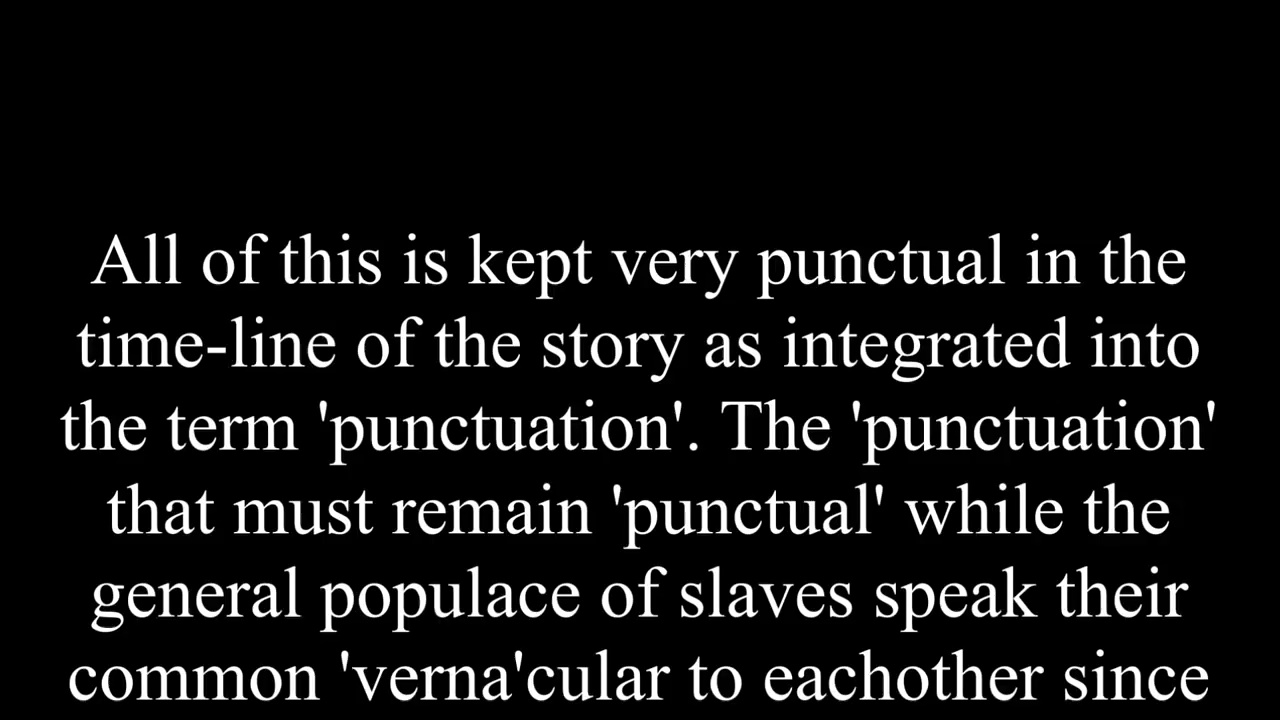 All of this is kept very punctual in the
time-line of the story as integrated into
the term 'punctuation'. The 'punctuation'
that must remain 'punctual' while the
general populace of slaves speak their
common 'verna'cular to eachother since